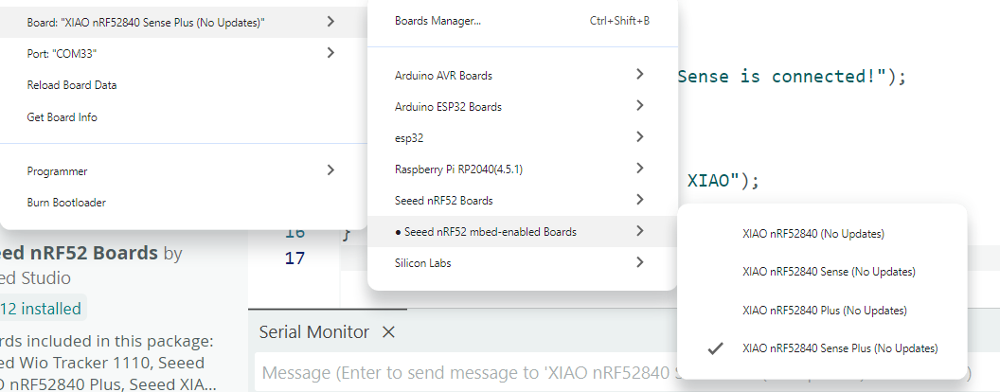 Board: "XIAO nRF52840 Sense Plus (No Updates)"
Port: "COM33"
Reload Board Data
Get Board Info
Programmer
Burn Bootloader
Boards Manager... Ctrl+Shift+B
Arduino AVR Boards
Arduino ESP32 Boards
esp32
Raspberry Pi RP2040(4.5.1)
Seeed nRF52 Boards
• Seeed nRF52 mbed-enabled Boards
Silicon Labs
XIAO nRF52840 (No Updates)
XIAO nRF52840 Sense (No Updates)
XIAO nRF52840 Plus (No Updates)
XIAO nRF52840 Sense Plus (No Updates)
Sense is connected!");
XIAO");
16 }
17
ed nRF52 Boards by
ed Studio
12 installed
rds included in this package:
ed Wio Tracker 1110, Seeed
O nRF52840 Plus, Seeed XIA...
Serial Monitor
Message (Enter to send message to 'XIAO nRF52840 S